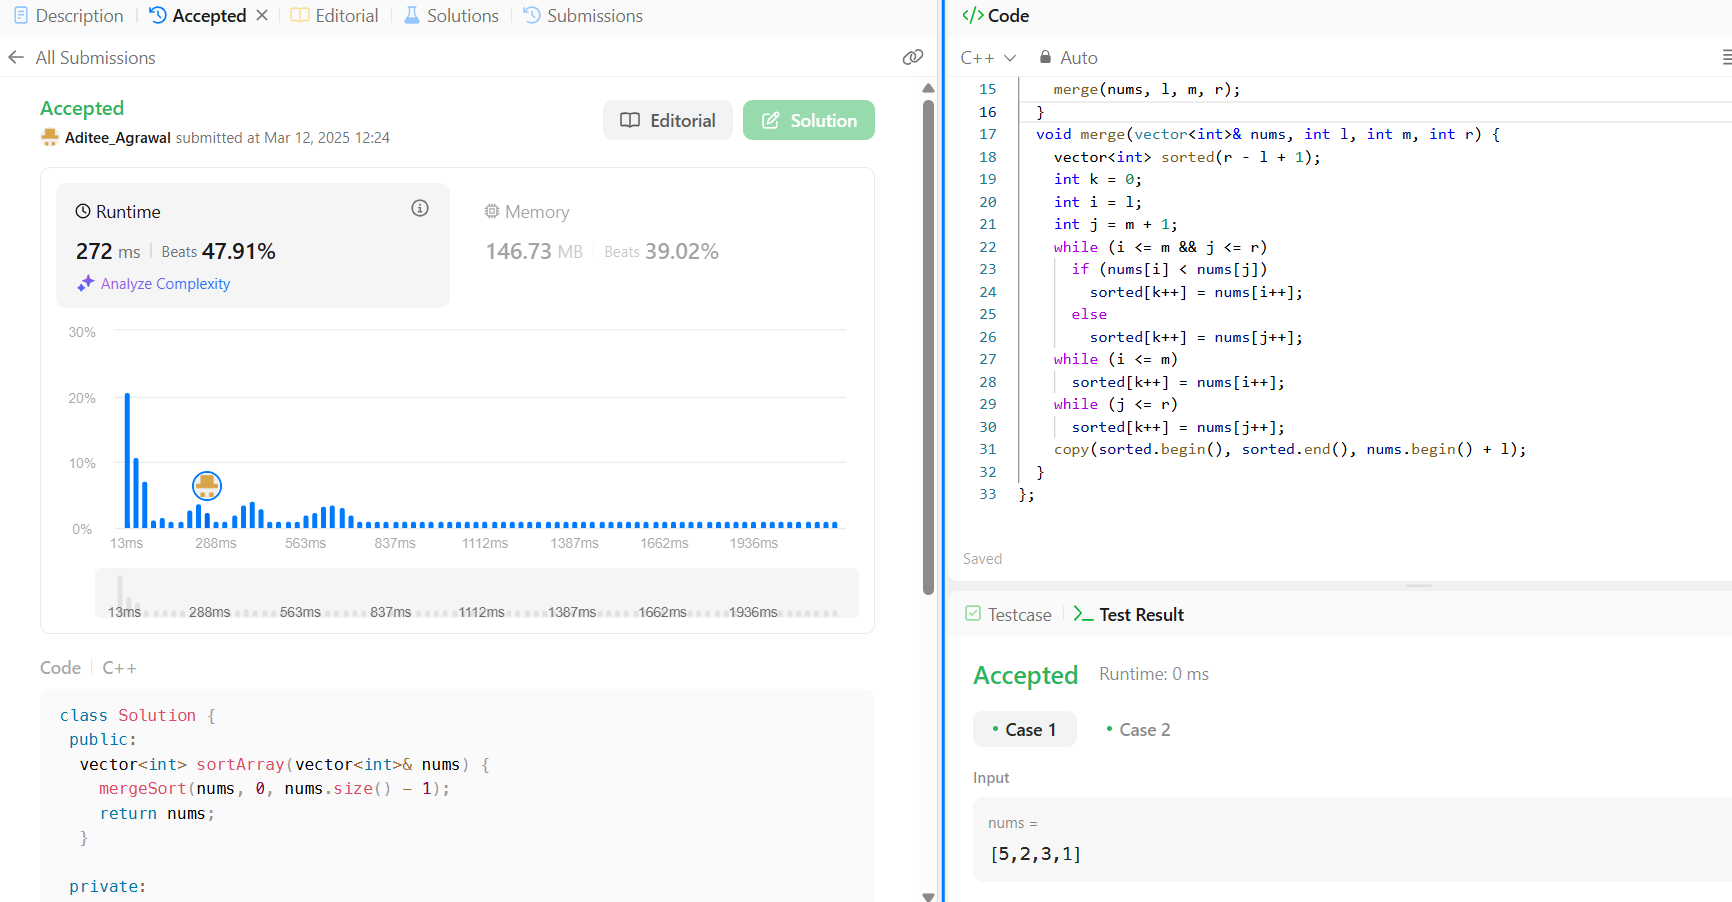 Description
Accepted
Editorial
Solutions
Submissions
All Submissions
Accepted
Aditee_Agrawal submitted at Mar 12, 2025 12:24
Editorial
Solution
Runtime
272 ms
Beats 47.91%
Analyze Complexity
Memory
146.73 MB
Beats 39.02%
30%
20%
10%
0%
13ms 288ms 563ms 837ms 1112ms 1387ms 1662ms 1936ms
13ms 288ms 563ms 837ms 1112ms 1387ms 1662ms 1936ms
Code C++
class Solution {
public:
vector<int> sortArray(vector<int>& nums) {
mergeSort(nums, 0, nums.size() - 1);
return nums;
}
private:
</> Code
C++ Auto
15 merge(nums, l, m, r);
16 }
17 void merge(vector<int>& nums, int l, int m, int r) {
18 vector<int> sorted(r - l + 1);
19 int k = 0;
20 int i = l;
21 int j = m + 1;
22 while (i <= m && j <= r)
23 if (nums[i] < nums[j])
24 sorted[k++] = nums[i++];
25 else
26 sorted[k++] = nums[j++];
27 while (i <= m)
28 sorted[k++] = nums[i++];
29 while (j <= r)
30 sorted[k++] = nums[j++];
31 copy(sorted.begin(), sorted.end(), nums.begin() + l);
32 }
33 };
Saved
Testcase
Test Result
Accepted Runtime: 0 ms
Case 1
Case 2
Input
nums =
[5,2,3,1]